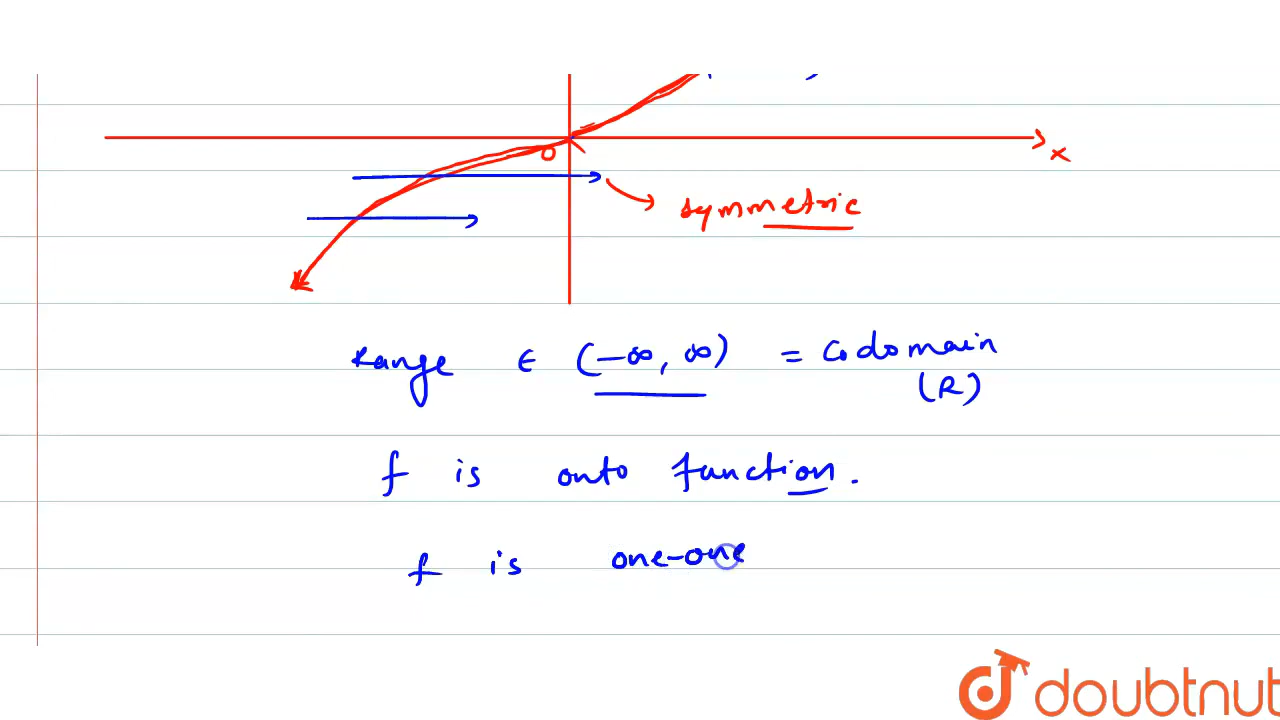 O
x
symmetric
Range ∈ (-∞, ∞) = Codomain
(R)
f is onto function.
f is one-one
doubtnut